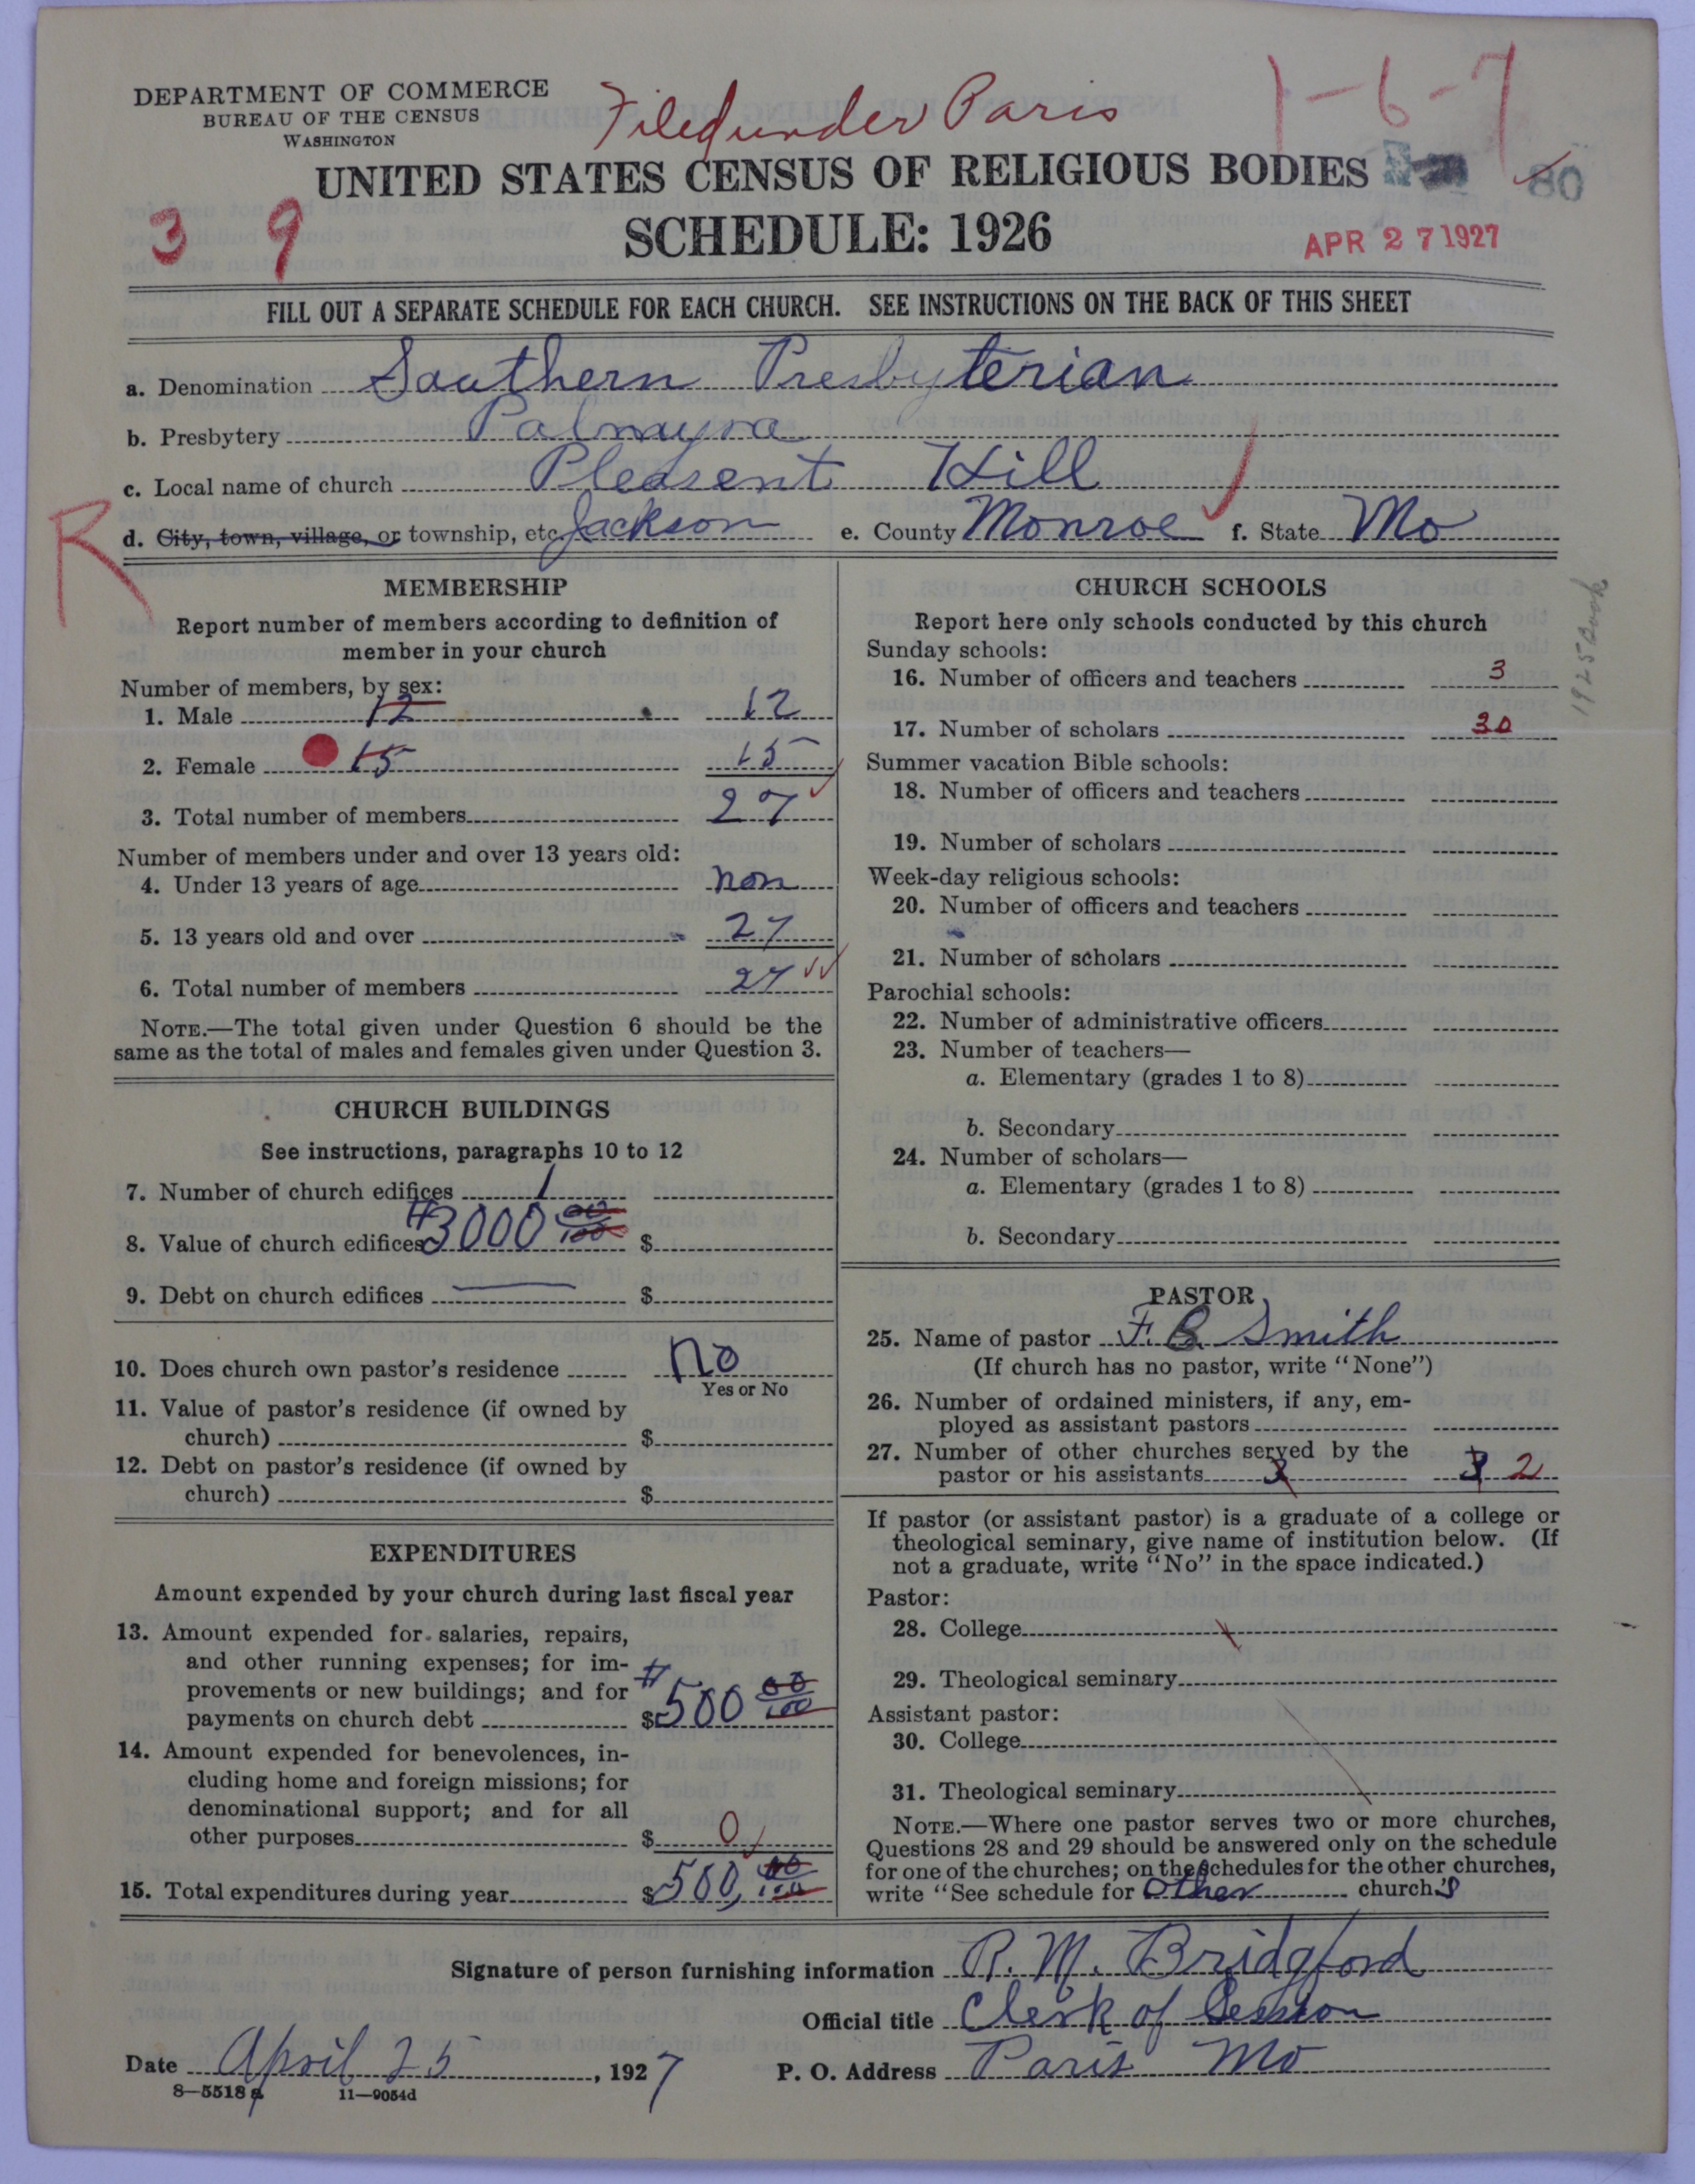 DEPARTMENT OF COMMERCE
BUREAU OF THE CENSUS
WASHINGTON
Filed under Paris
1-6-7
UNITED STATES CENSUS OF RELIGIOUS BODIES
80
3 9
SCHEDULE: 1926
APR 27 1927
FILL OUT A SEPARATE SCHEDULE FOR EACH CHURCH. SEE INSTRUCTIONS ON THE BACK OF THIS SHEET
a. Denomination Southern Presbyterian
b. Presbytery Palmyra
c. Local name of church Pleasent Hill
R
d. City, town, village, or township, etc. Jackson e. County Monroe f. State Mo
MEMBERSHIP
Report number of members according to definition of
member in your church
Number of members, by sex:
1. Male 12 12
2. Female 15 15
3. Total number of members 27
Number of members under and over 13 years old:
4. Under 13 years of age non
5. 13 years old and over 27
6. Total number of members 27
NOTE.—The total given under Question 6 should be the
same as the total of males and females given under Question 3.
CHURCH BUILDINGS
See instructions, paragraphs 10 to 12
7. Number of church edifices 1
8. Value of church edifices #3000 00/100 $
9. Debt on church edifices — $
10. Does church own pastor's residence no
Yes or No
11. Value of pastor's residence (if owned by
church) $
12. Debt on pastor's residence (if owned by
church) $
EXPENDITURES
Amount expended by your church during last fiscal year
13. Amount expended for salaries, repairs,
and other running expenses; for im-
provements or new buildings; and for
payments on church debt $ #500 00/100
14. Amount expended for benevolences, in-
cluding home and foreign missions; for
denominational support; and for all
other purposes $ 0
15. Total expenditures during year $ 500, 00/100
CHURCH SCHOOLS
Report here only schools conducted by this church
Sunday schools:
16. Number of officers and teachers 3
17. Number of scholars 30
1925 Book
Summer vacation Bible schools:
18. Number of officers and teachers
19. Number of scholars
Week-day religious schools:
20. Number of officers and teachers
21. Number of scholars
Parochial schools:
22. Number of administrative officers
23. Number of teachers—
a. Elementary (grades 1 to 8)
b. Secondary
24. Number of scholars—
a. Elementary (grades 1 to 8)
b. Secondary
PASTOR
25. Name of pastor F. B. Smith
(If church has no pastor, write "None")
26. Number of ordained ministers, if any, em-
ployed as assistant pastors
27. Number of other churches served by the
pastor or his assistants 3 3 2
If pastor (or assistant pastor) is a graduate of a college or
theological seminary, give name of institution below. (If
not a graduate, write "No" in the space indicated.)
Pastor:
28. College
29. Theological seminary
Assistant pastor:
30. College
31. Theological seminary
NOTE.—Where one pastor serves two or more churches,
Questions 28 and 29 should be answered only on the schedule
for one of the churches; on the schedules for the other churches,
write "See schedule for Other church."
Signature of person furnishing information R. M. Bridgford
Official title Clerk of Session
Date April 25, 1927 P. O. Address Paris Mo
8—5518 a 11—9054d